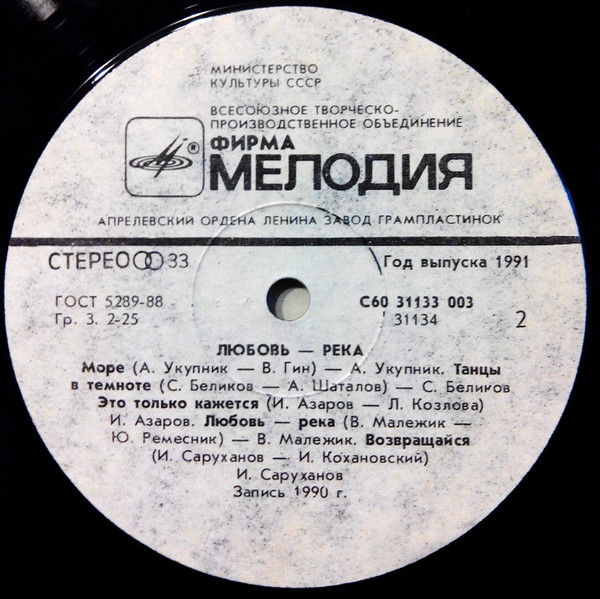 МИНИСТЕРСТВО
КУЛЬТУРЫ СССР
ВСЕСОЮЗНОЕ ТВОРЧЕСКО-
ПРОИЗВОДСТВЕННОЕ ОБЪЕДИНЕНИЕ
ФИРМА
® МЕЛОДИЯ
АПРЕЛЕВСКИЙ ОРДЕНА ЛЕНИНА ЗАВОД ГРАМПЛАСТИНОК
СТЕРЕО 33 Год выпуска 1991
ГОСТ 5289-88 С60 31133 003
Гр. 3. 2-25 31134 2
ЛЮБОВЬ — РЕКА
Море (А. Укупник — В. Гин) — А. Укупник. Танцы
в темноте (С. Беликов — А. Шаталов) — С. Беликов
Это только кажется (И. Азаров — Л. Козлова)
И. Азаров. Любовь — река (В. Малежик —
Ю. Ремесник) — В. Малежик. Возвращайся
(И. Саруханов — И. Кохановский)
И. Саруханов
Запись 1990 г.